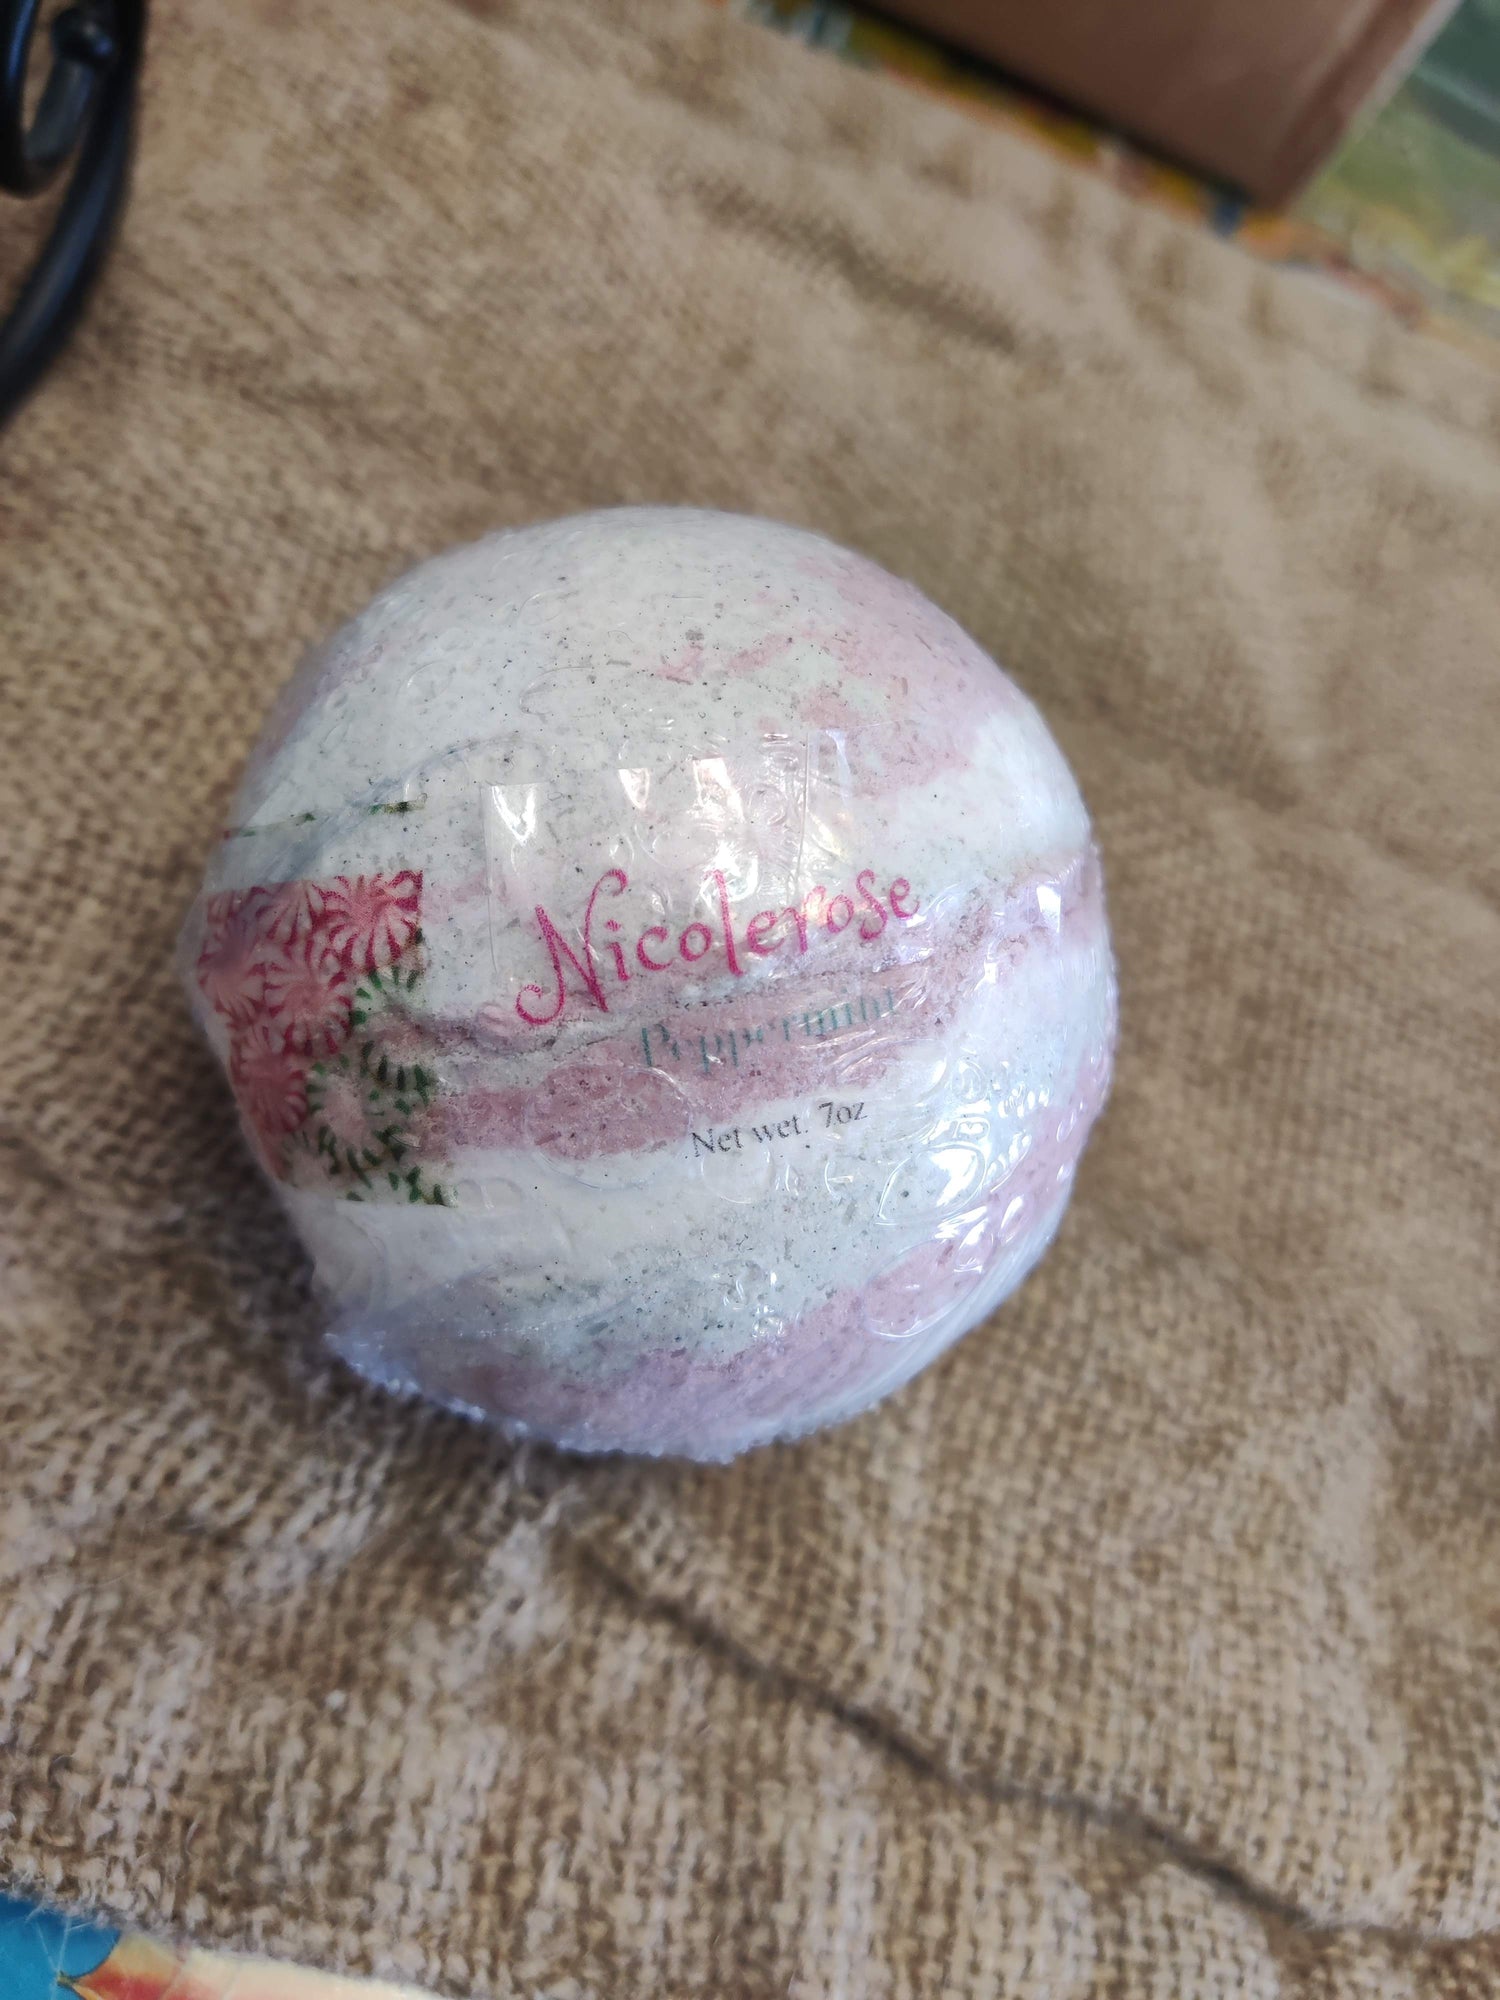 Nicolerose
Peppermint
Net wet. 7oz